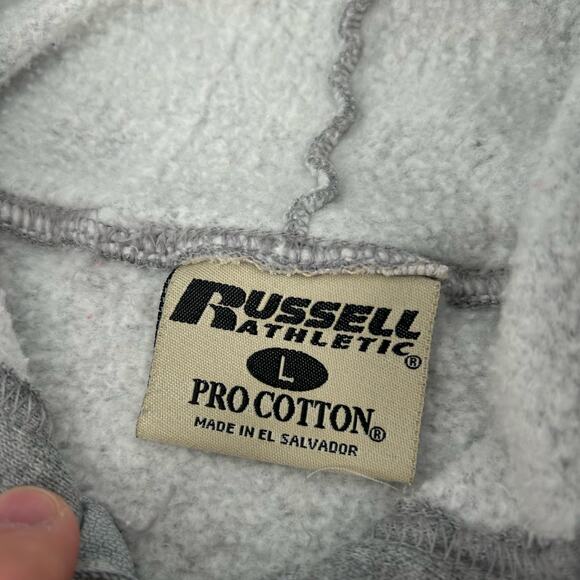 RUSSELL
ATHLETIC®
L
PRO COTTON®
MADE IN EL SALVADOR